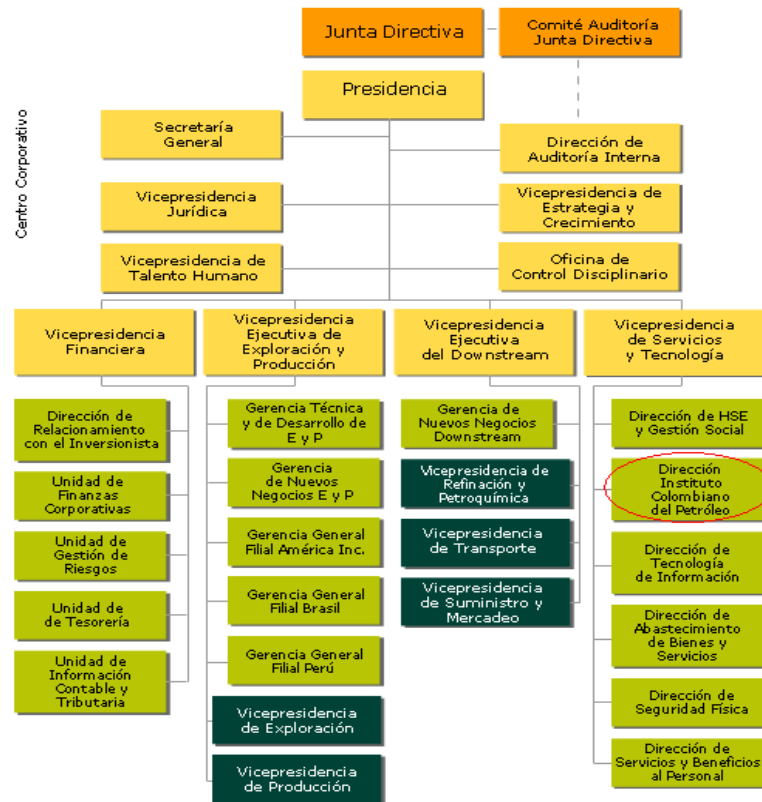 Junta Directiva
Comité Auditoría
Junta Directiva
Presidencia
Centro Corporativo
Secretaría
General
Dirección de
Auditoría Interna
Vicepresidencia
Jurídica
Vicepresidencia de
Estrategia y
Crecimiento
Vicepresidencia de
Talento Humano
Oficina de
Control Disciplinario
Vicepresidencia
Financiera
Vicepresidencia
Ejecutiva de
Exploración y
Producción
Vicepresidencia
Ejecutiva
del Downstream
Vicepresidencia
de Servicios
y Tecnología
Dirección de
Relacionamiento
con el Inversionista
Unidad de
Finanzas
Corporativas
Unidad de
Gestión de
Riesgos
Unidad de
de Tesorería
Unidad de
Información
Contable y
Tributaria
Gerencia Técnica
y de Desarrollo de
E y P
Gerencia
de Nuevos
Negocios E y P
Gerencia General
Filial América Inc.
Gerencia General
Filial Brasil
Gerencia General
Filial Perú
Vicepresidencia
de Exploración
Vicepresidencia
de Producción
Gerencia de
Nuevos Negocios
Downstream
Vicepresidencia de
Refinación y
Petroquímica
Vicepresidencia
de Transporte
Vicepresidencia
de Suministro y
Mercadeo
Dirección de HSE
y Gestión Social
Dirección
Instituto
Colombiano
del Petróleo
Dirección de
Tecnología
de Información
Dirección de
Abastecimiento
de Bienes y
Servicios
Dirección de
Seguridad Física
Dirección de
Servicios y Beneficios
al Personal